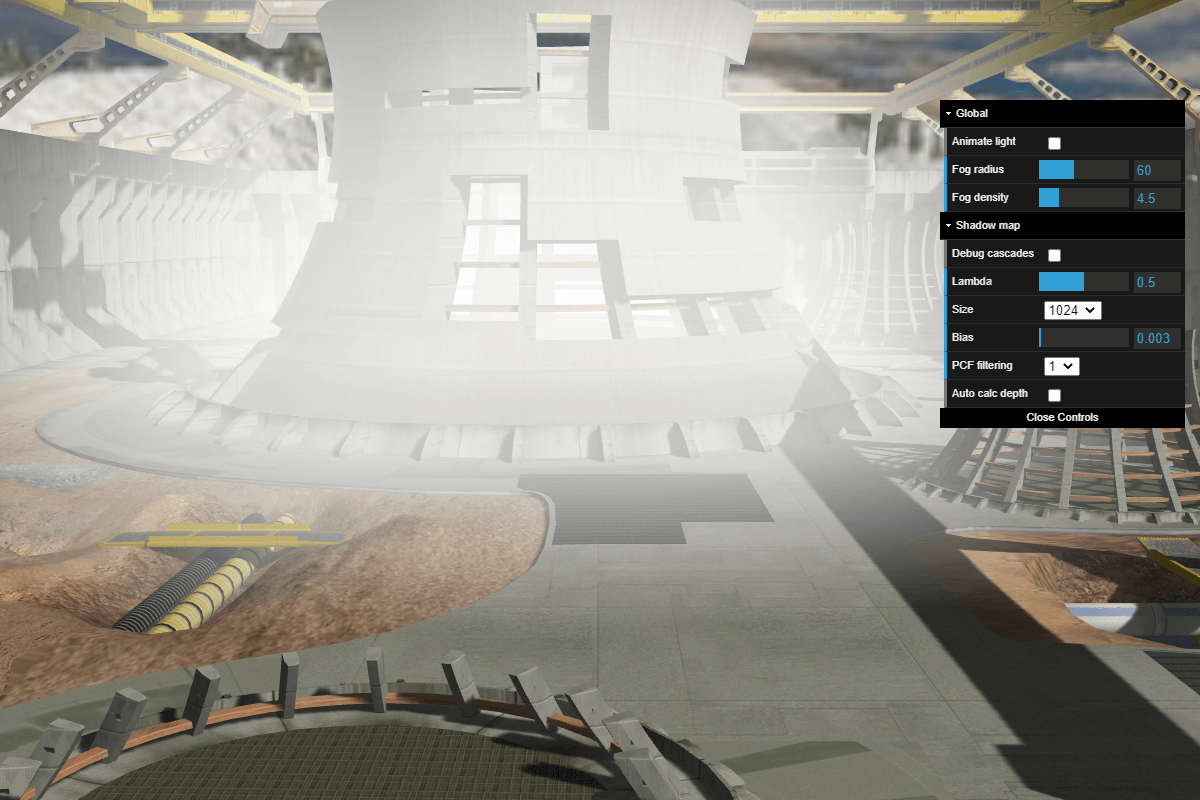 Global
Animate light
Fog radius 60
Fog density 4.5
Shadow map
Debug cascades
Lambda 0.5
Size 1024
Bias 0.003
PCF filtering 1
Auto calc depth
Close Controls